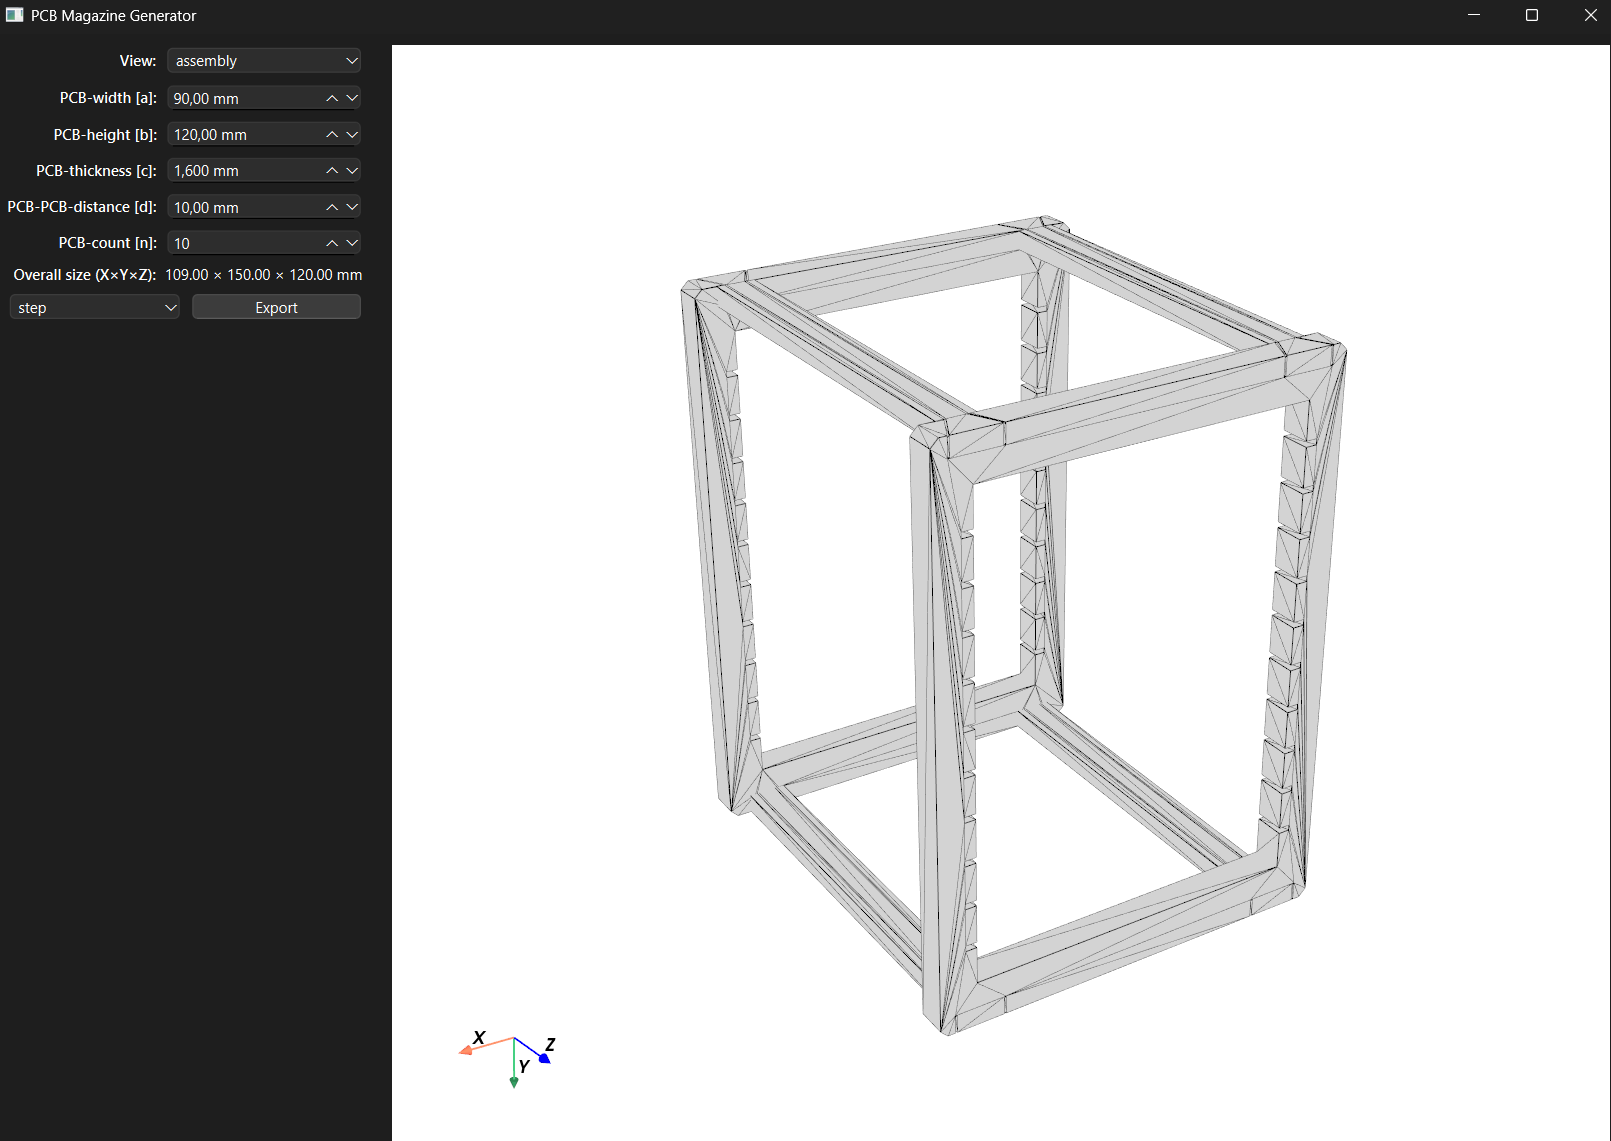 PCB Magazine Generator
View: assembly
PCB-width [a]: 90,00 mm
PCB-height [b]: 120,00 mm
PCB-thickness [c]: 1,600 mm
PCB-PCB-distance [d]: 10,00 mm
PCB-count [n]: 10
Overall size (X×Y×Z): 109.00 × 150.00 × 120.00 mm
step Export
X
Z
Y